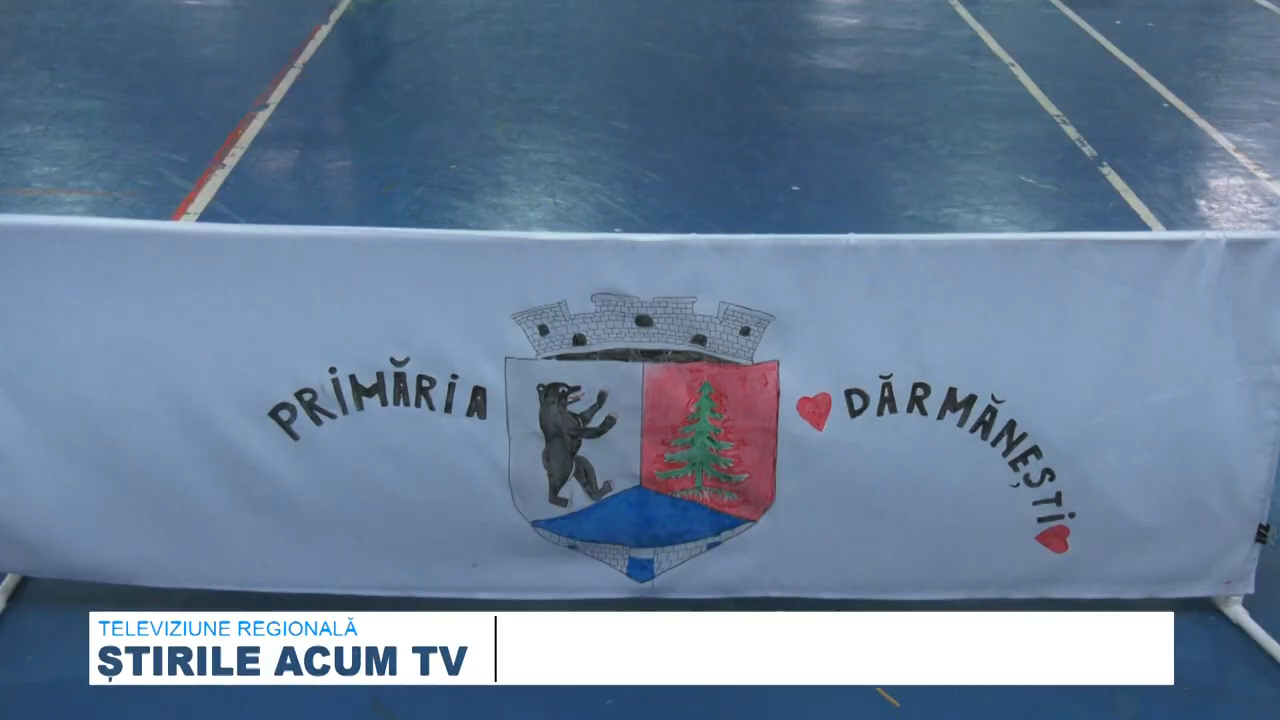 PRIMĂRIA DĂRMĂNEȘTI
TELEVIZIUNE REGIONALĂ
ȘTIRILE ACUM TV